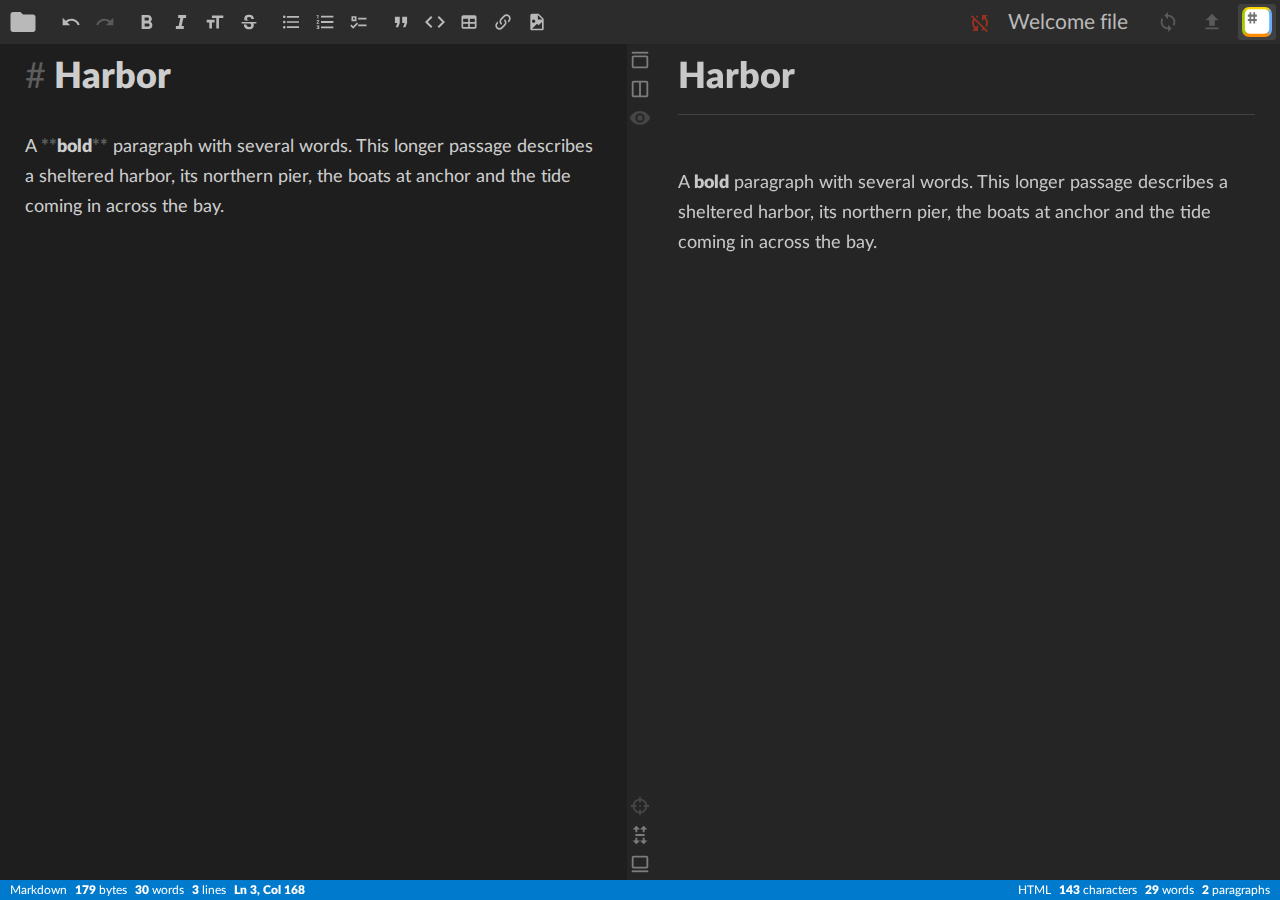 Welcome file
# Harbor
A **bold** paragraph with several words. This longer passage describes
a sheltered harbor, its northern pier, the boats at anchor and the tide
coming in across the bay.
Harbor
A bold paragraph with several words. This longer passage describes a
sheltered harbor, its northern pier, the boats at anchor and the tide
coming in across the bay.
Markdown 179 bytes 30 words 3 lines Ln 3, Col 168
HTML 143 characters 29 words 2 paragraphs